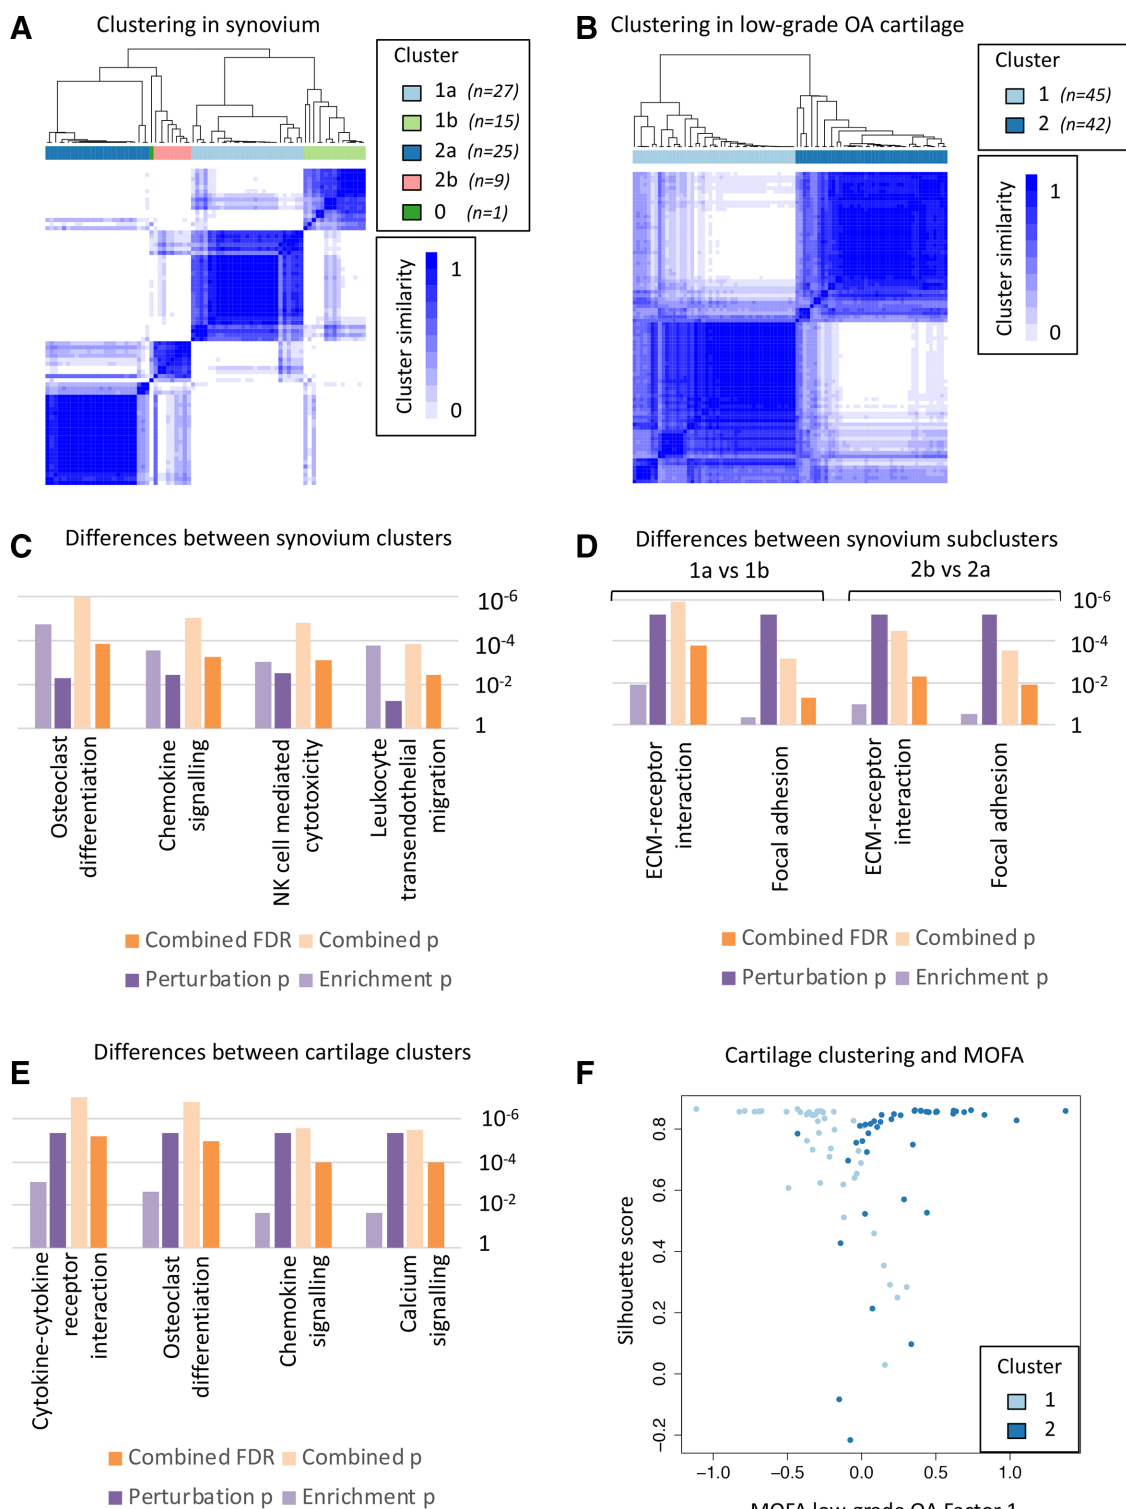 A
Clustering in synovium
Cluster
1a (n=27)
1b (n=15)
2a (n=25)
2b (n=9)
0 (n=1)
Cluster similarity
1
0
B
Clustering in low-grade OA cartilage
Cluster
1 (n=45)
2 (n=42)
Cluster similarity
1
0
C
Differences between synovium clusters
10-6
10-4
10-2
1
Osteoclast
differentiation
Chemokine
signalling
NK cell mediated
cytotoxicity
Leukocyte
transendothelial
migration
Combined FDR
Combined p
Perturbation p
Enrichment p
D
Differences between synovium subclusters
1a vs 1b
2b vs 2a
10-6
10-4
10-2
1
ECM-receptor
interaction
Focal adhesion
ECM-receptor
interaction
Focal adhesion
Combined FDR
Combined p
Perturbation p
Enrichment p
E
Differences between cartilage clusters
10-6
10-4
10-2
1
Cytokine-cytokine
receptor
interaction
Osteoclast
differentiation
Chemokine
signalling
Calcium
signalling
Combined FDR
Combined p
Perturbation p
Enrichment p
F
Cartilage clustering and MOFA
Silhouette score
0.8
0.6
0.4
0.2
0.0
−0.2
Cluster
1
2
−1.0
−0.5
0.0
0.5
1.0
MOFA low-grade OA Factor 1